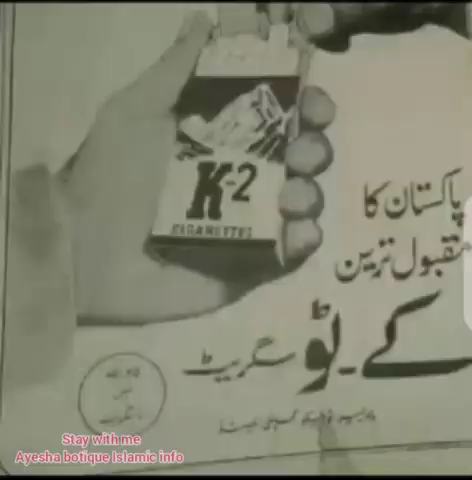 K-2
CIGARETTES
پاکستان کا
مقبول ترین
کے۔ٹو سگریٹ
Stay with me
Ayesha botique Islamic info